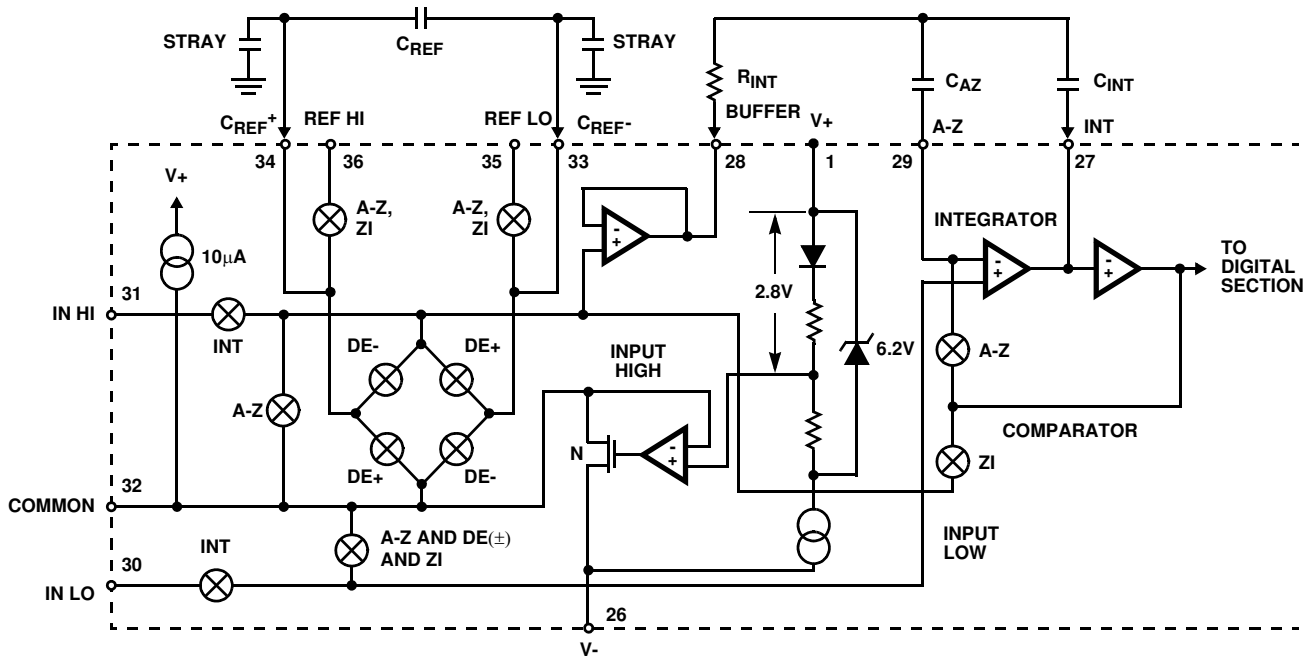 STRAY
CREF
STRAY
RINT
CAZ
CINT
CREF+
REF HI
REF LO
CREF-
BUFFER
V+
A-Z
INT
34
36
35
33
28
1
29
27
V+
A-Z,
ZI
A-Z,
ZI
10μA
2.8V
INTEGRATOR
TO
DIGITAL
SECTION
- +
- +
- +
31
IN HI
INT
DE-
DE+
INPUT
HIGH
6.2V
A-Z
A-Z
N
- +
COMPARATOR
DE+
DE-
ZI
32
COMMON
INT
A-Z AND DE(±)
AND ZI
INPUT
LOW
30
IN LO
26
V-